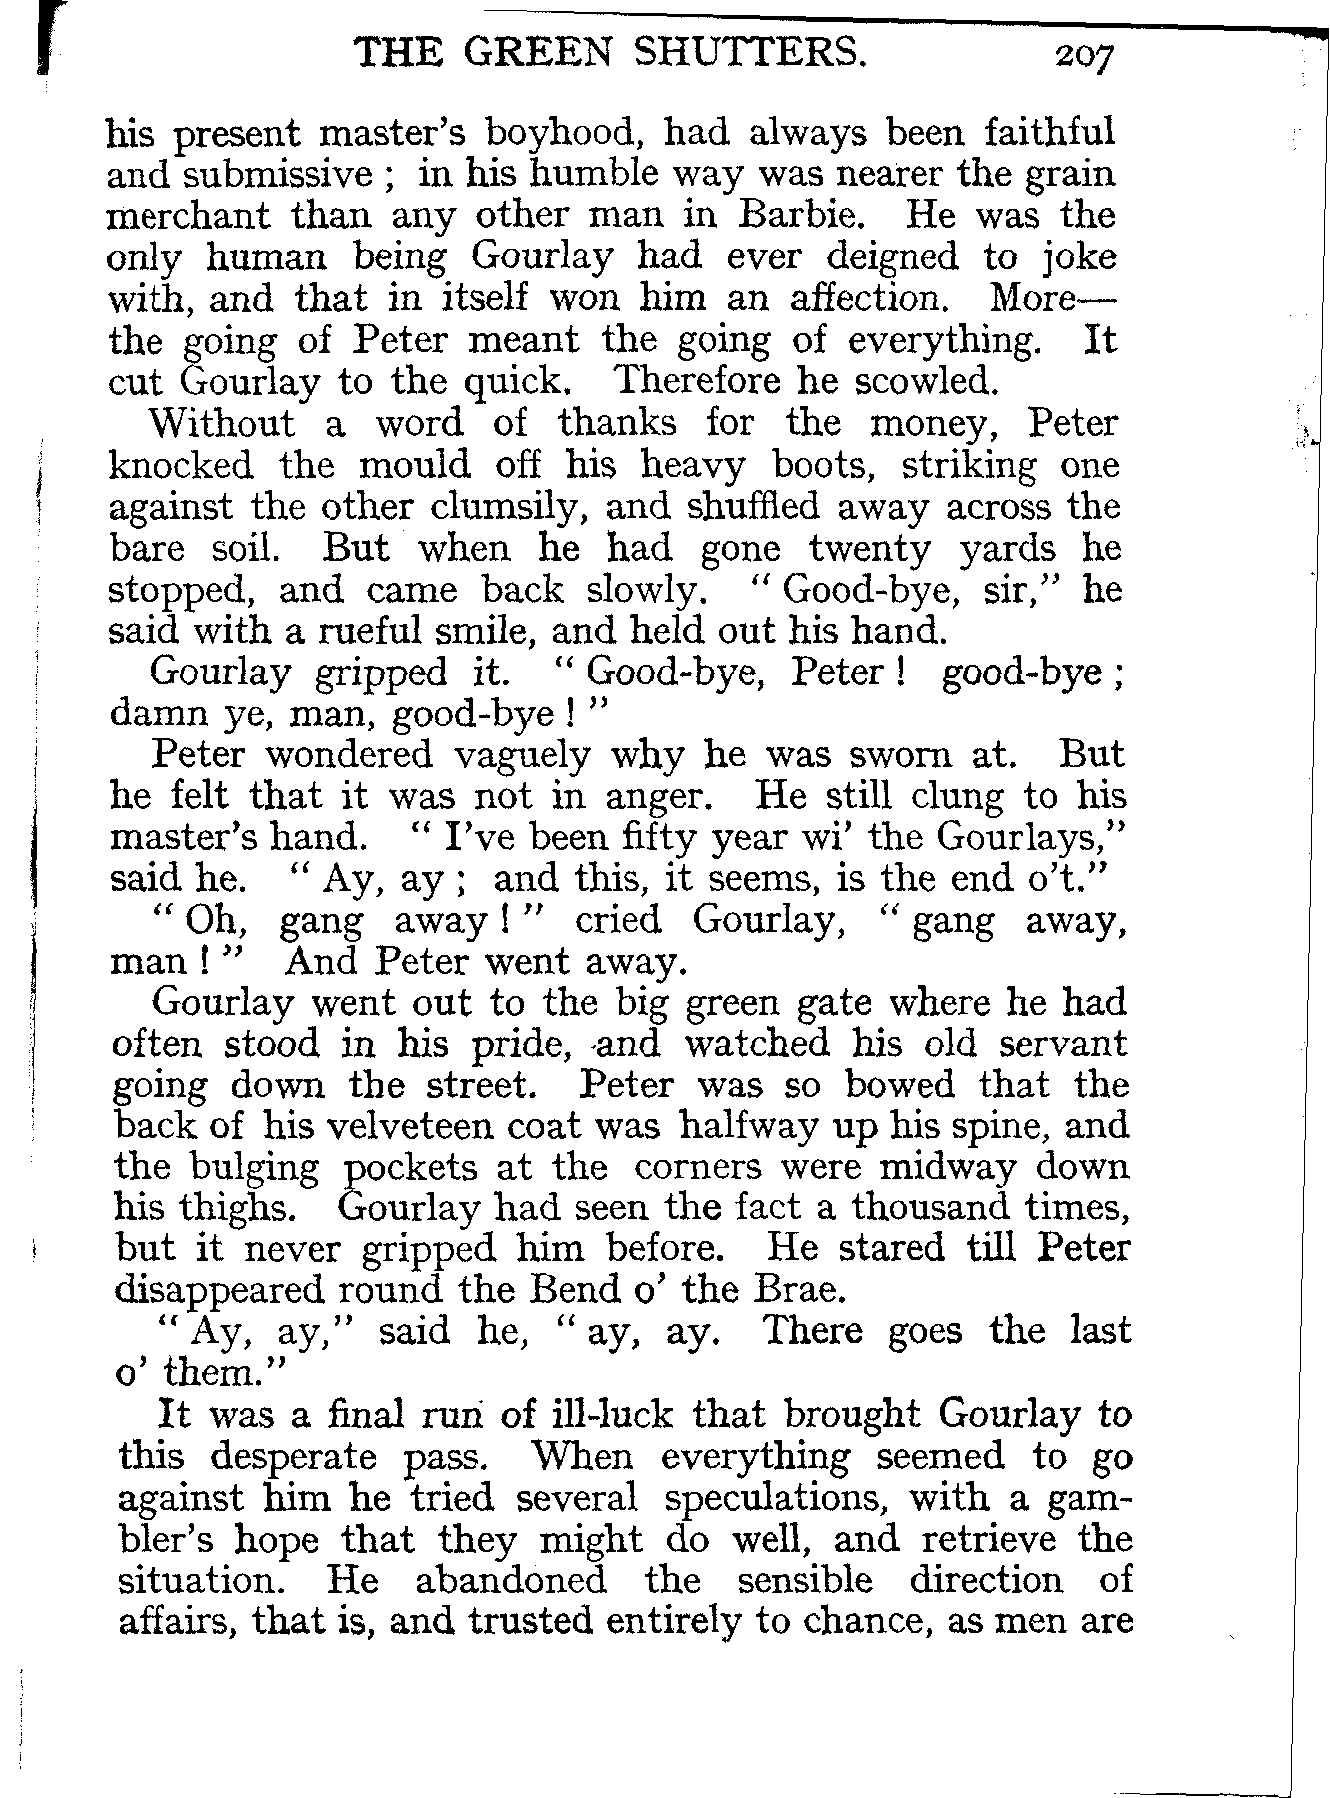 THE GREEN SHUTTERS. 207
his present master's boyhood, had always been faithful
and submissive ; in his humble way was nearer the grain
merchant than any other man in Barbie. He was the
only human being Gourlay had ever deigned to joke
with, and that in itself won him an affection. More—
the going of Peter meant the going of everything. It
cut Gourlay to the quick. Therefore he scowled.
Without a word of thanks for the money, Peter
knocked the mould off his heavy boots, striking one
against the other clumsily, and shuffled away across the
bare soil. But when he had gone twenty yards he
stopped, and came back slowly. " Good-bye, sir," he
said with a rueful smile, and held out his hand.
Gourlay gripped it. " Good-bye, Peter ! good-bye ;
damn ye, man, good-bye ! "
Peter wondered vaguely why he was sworn at. But
he felt that it was not in anger. He still clung to his
master's hand. " I've been fifty year wi' the Gourlays,"
said he. " Ay, ay ; and this, it seems, is the end o't."
" Oh, gang away ! " cried Gourlay, " gang away,
man ! " And Peter went away.
Gourlay went out to the big green gate where he had
often stood in his pride, and watched his old servant
going down the street. Peter was so bowed that the
back of his velveteen coat was halfway up his spine, and
the bulging pockets at the corners were midway down
his thighs. Gourlay had seen the fact a thousand times,
but it never gripped him before. He stared till Peter
disappeared round the Bend o' the Brae.
" Ay, ay," said he, " ay, ay. There goes the last
o' them."
It was a final run of ill-luck that brought Gourlay to
this desperate pass. When everything seemed to go
against him he tried several speculations, with a gam-
bler's hope that they might do well, and retrieve the
situation. He abandoned the sensible direction of
affairs, that is, and trusted entirely to chance, as men are